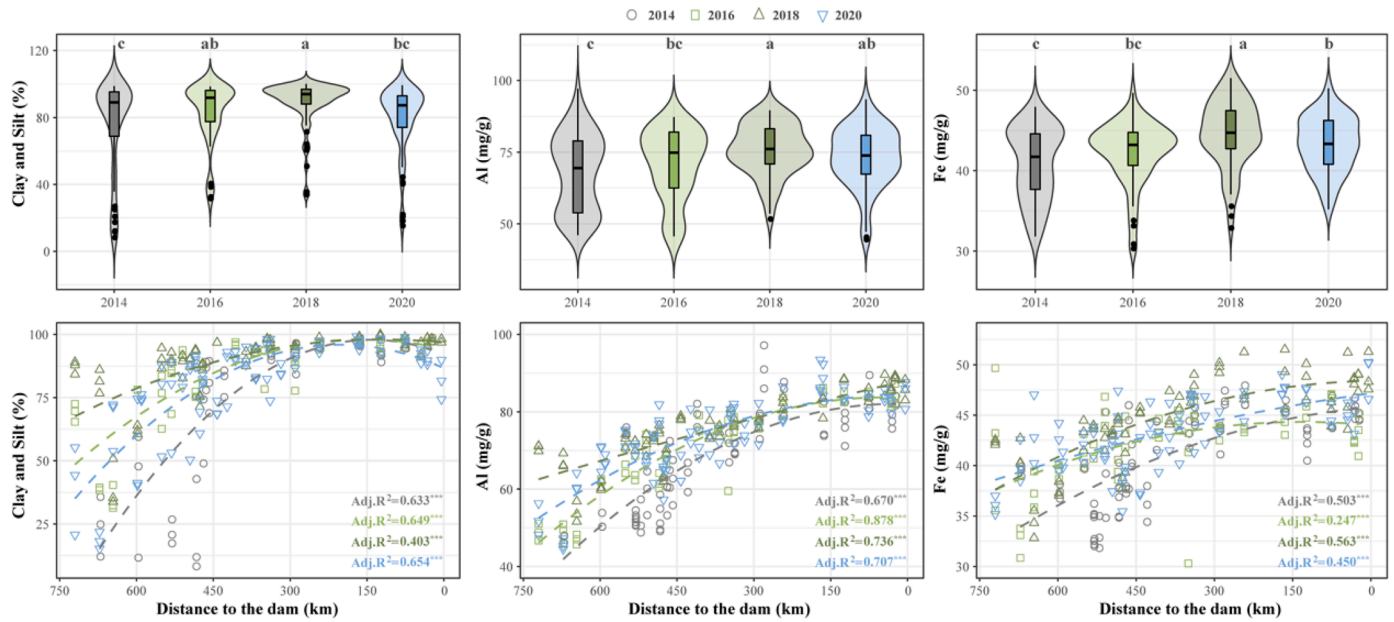 2014 2016 2018 2020
c ab a bc
Clay and Silt (%)
120
80
40
0
2014 2016 2018 2020
c bc a ab
Al (mg/g)
100
75
50
2014 2016 2018 2020
c bc a b
Fe (mg/g)
50
40
30
2014 2016 2018 2020
Clay and Silt (%)
100
75
50
25
Adj.R²=0.633***
Adj.R²=0.649***
Adj.R²=0.403***
Adj.R²=0.654***
750 600 450 300 150 0
Distance to the dam (km)
Al (mg/g)
100
80
60
40
Adj.R²=0.670***
Adj.R²=0.878***
Adj.R²=0.736***
Adj.R²=0.707***
750 600 450 300 150 0
Distance to the dam (km)
Fe (mg/g)
50
45
40
35
30
Adj.R²=0.503***
Adj.R²=0.247***
Adj.R²=0.563***
Adj.R²=0.450***
750 600 450 300 150 0
Distance to the dam (km)